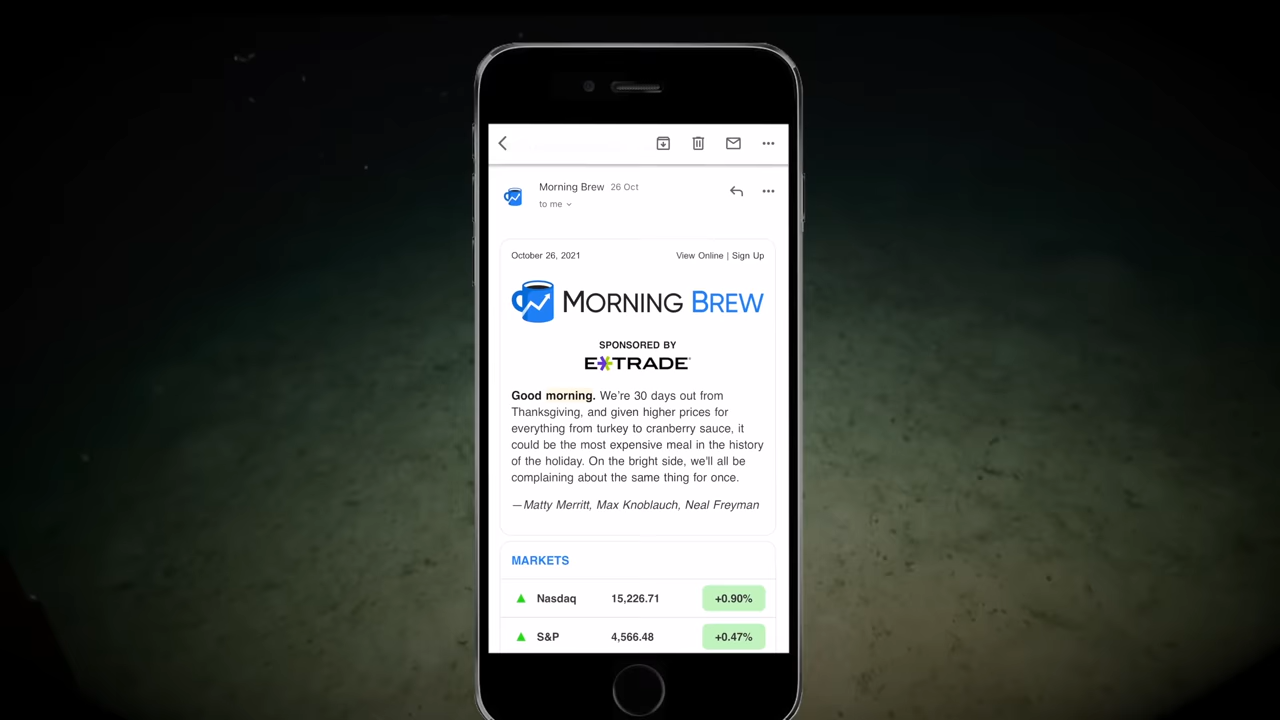 Morning Brew 26 Oct
to me
October 26, 2021 View Online | Sign Up
MORNING BREW
SPONSORED BY
E*TRADE
Good morning. We're 30 days out from
Thanksgiving, and given higher prices for
everything from turkey to cranberry sauce, it
could be the most expensive meal in the history
of the holiday. On the bright side, we'll all be
complaining about the same thing for once.
—Matty Merritt, Max Knoblauch, Neal Freyman
MARKETS
Nasdaq 15,226.71 +0.90%
S&P 4,566.48 +0.47%